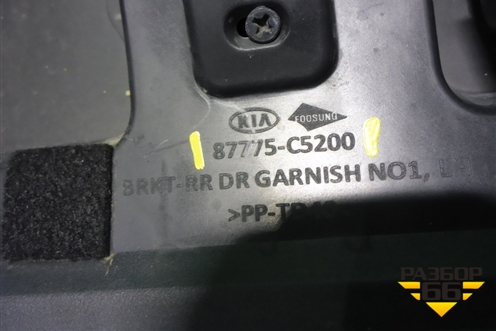 KIA FOOSUNG
87775-C5200
BRKT-RR DR GARNISH NO1,
>PP-
РАЗБОР
66